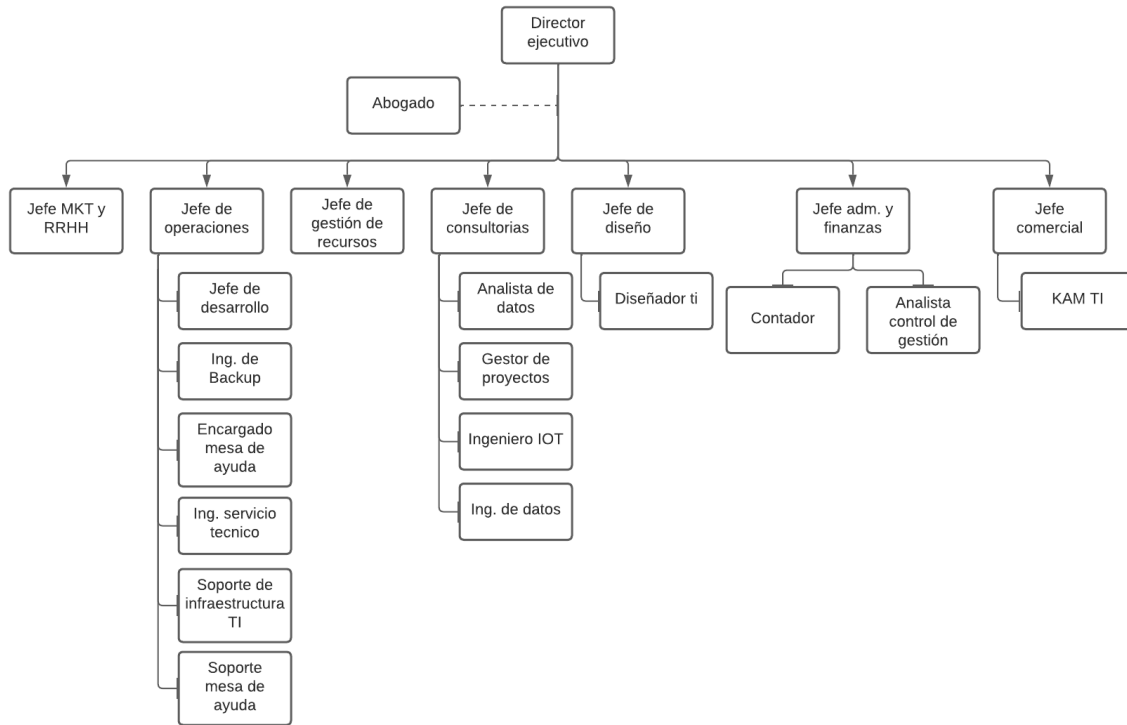 Director
ejecutivo
Abogado
Jefe MKT y
RRHH
Jefe de
operaciones
Jefe de
gestión de
recursos
Jefe de
consultorias
Jefe de
diseño
Jefe adm. y
finanzas
Jefe
comercial
Jefe de
desarrollo
Ing. de
Backup
Encargado
mesa de
ayuda
Ing. servicio
tecnico
Soporte de
infraestructura
TI
Soporte
mesa de
ayuda
Analista de
datos
Gestor de
proyectos
Ingeniero IOT
Ing. de datos
Diseñador ti
Contador
Analista
control de
gestión
KAM TI